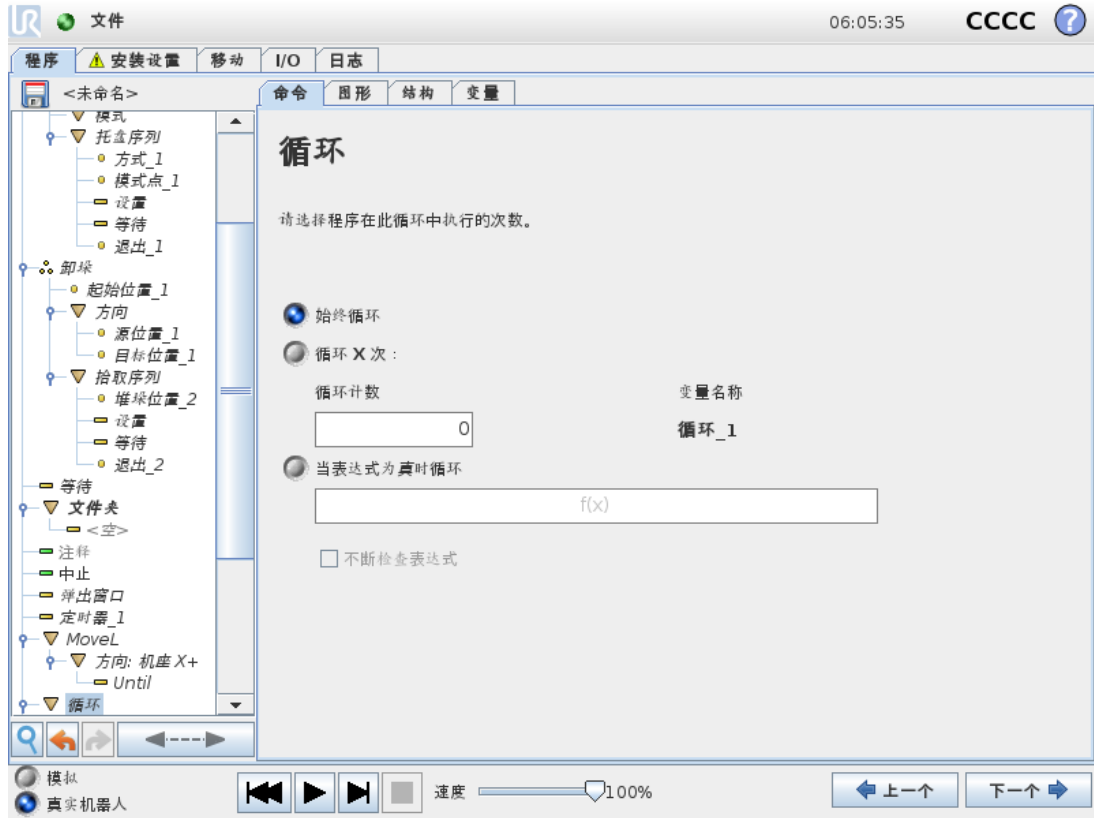 UR 文件 06:05:35 CCCC ?
程序 安装设置 移动 I/O 日志
<未命名> 命令 图形 结构 变量
模式
托盘序列
方式_1
模式点_1
设置
等待
退出_1
卸垛
起始位置_1
方向
源位置_1
目标位置_1
拾取序列
堆垛位置_2
设置
等待
退出_2
等待
文件夹
<空>
注释
中止
弹出窗口
定时器_1
MoveL
方向: 机座 X+
Until
循环
循环
请选择程序在此循环中执行的次数。
始终循环
循环 X 次：
循环计数 变量名称
0 循环_1
当表达式为真时循环
f(x)
不断检查表达式
模拟
真实机器人
速度 100% 上一个 下一个